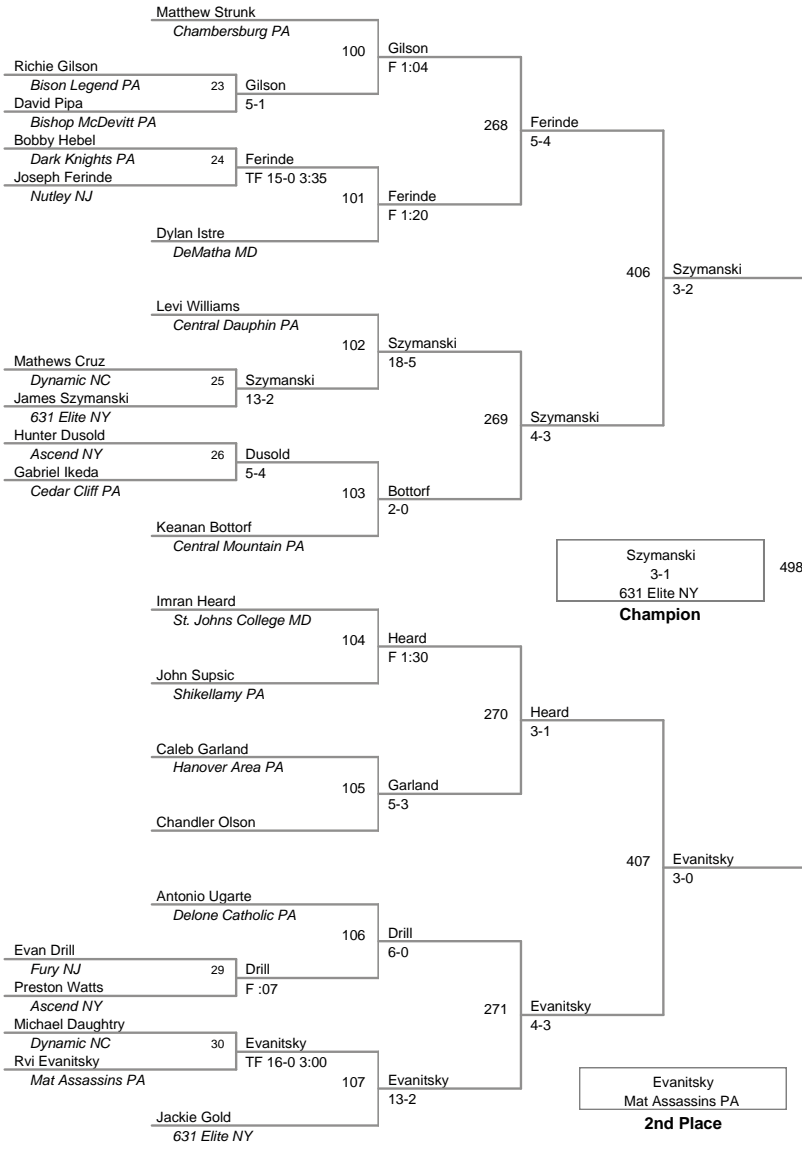 Matthew Strunk
Chambersburg PA
100
Gilson
F 1:04
Richie Gilson
Bison Legend PA
23
Gilson
5-1
David Pipa
Bishop McDevitt PA
268
Ferinde
5-4
Bobby Hebel
Dark Knights PA
24
Ferinde
TF 15-0 3:35
Joseph Ferinde
Nutley NJ
101
Ferinde
F 1:20
Dylan Istre
DeMatha MD
406
Szymanski
3-2
Levi Williams
Central Dauphin PA
102
Szymanski
18-5
Mathews Cruz
Dynamic NC
25
Szymanski
13-2
James Szymanski
631 Elite NY
269
Szymanski
4-3
Hunter Dusold
Ascend NY
26
Dusold
5-4
Gabriel Ikeda
Cedar Cliff PA
103
Bottorf
2-0
Keanan Bottorf
Central Mountain PA
Szymanski
3-1
631 Elite NY
Champion
498
Imran Heard
St. Johns College MD
104
Heard
F 1:30
John Supsic
Shikellamy PA
270
Heard
3-1
Caleb Garland
Hanover Area PA
105
Garland
5-3
Chandler Olson
407
Evanitsky
3-0
Antonio Ugarte
Delone Catholic PA
106
Drill
6-0
Evan Drill
Fury NJ
29
Drill
F :07
Preston Watts
Ascend NY
271
Evanitsky
4-3
Michael Daughtry
Dynamic NC
30
Evanitsky
TF 16-0 3:00
Rvi Evanitsky
Mat Assassins PA
107
Evanitsky
13-2
Jackie Gold
631 Elite NY
Evanitsky
Mat Assassins PA
2nd Place